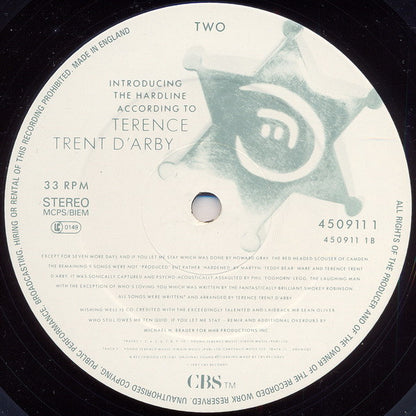 TWO
INTRODUCING
THE HARDLINE
ACCORDING TO
TERENCE
TRENT D'ARBY
33 RPM
STEREO
MCPS/BIEM
LC 0149
450911 1
450911 1B
EXCEPT FOR SEVEN MORE DAYS AND IF YOU LET ME STAY WHICH WAS DONE BY HOWARD GRAY, THE RED HEADED SCOUSER OF CAMDEN.
THE REMAINING 9 SONGS WERE NOT 'PRODUCED' BUT RATHER 'HARDENED' BY MARTYN 'TEDDY BEAR' WARE AND TERENCE TRENT
D'ARBY. IT WAS SONICALLY CAPTURED AND PSYCHO-ACOUSTICALLY ASSAULTED BY PHIL 'FOGHORN' LEGG, THE LAUGHING MAN.
WITH THE EXCEPTION OF WHO'S LOVING YOU WHICH WAS WRITTEN BY THE FANTASTICALLY BRILLIANT SMOKEY ROBINSON,
ALL SONGS WERE WRITTEN AND ARRANGED BY TERENCE TRENT D'ARBY
WISHING WELL IS CO-CREDITED WITH THE EXCEEDINGLY TALENTED AND LAIDBACK MR SEAN OLIVER,
WHO STILL OWES ME TEN QUID. IF YOU LET ME STAY - REMIX AND ADDITIONAL OVERDUBS BY
MICHAEL H. BRAUER FOR MHB PRODUCTIONS INC.
CBS TM
ALL RIGHTS OF THE PRODUCER AND OF THE OWNER OF THE RECORDED WORK RESERVED. UNAUTHORISED COPYING, PUBLIC PERFORMANCE, BROADCASTING, HIRING OR RENTAL OF THIS RECORDING PROHIBITED. MADE IN ENGLAND